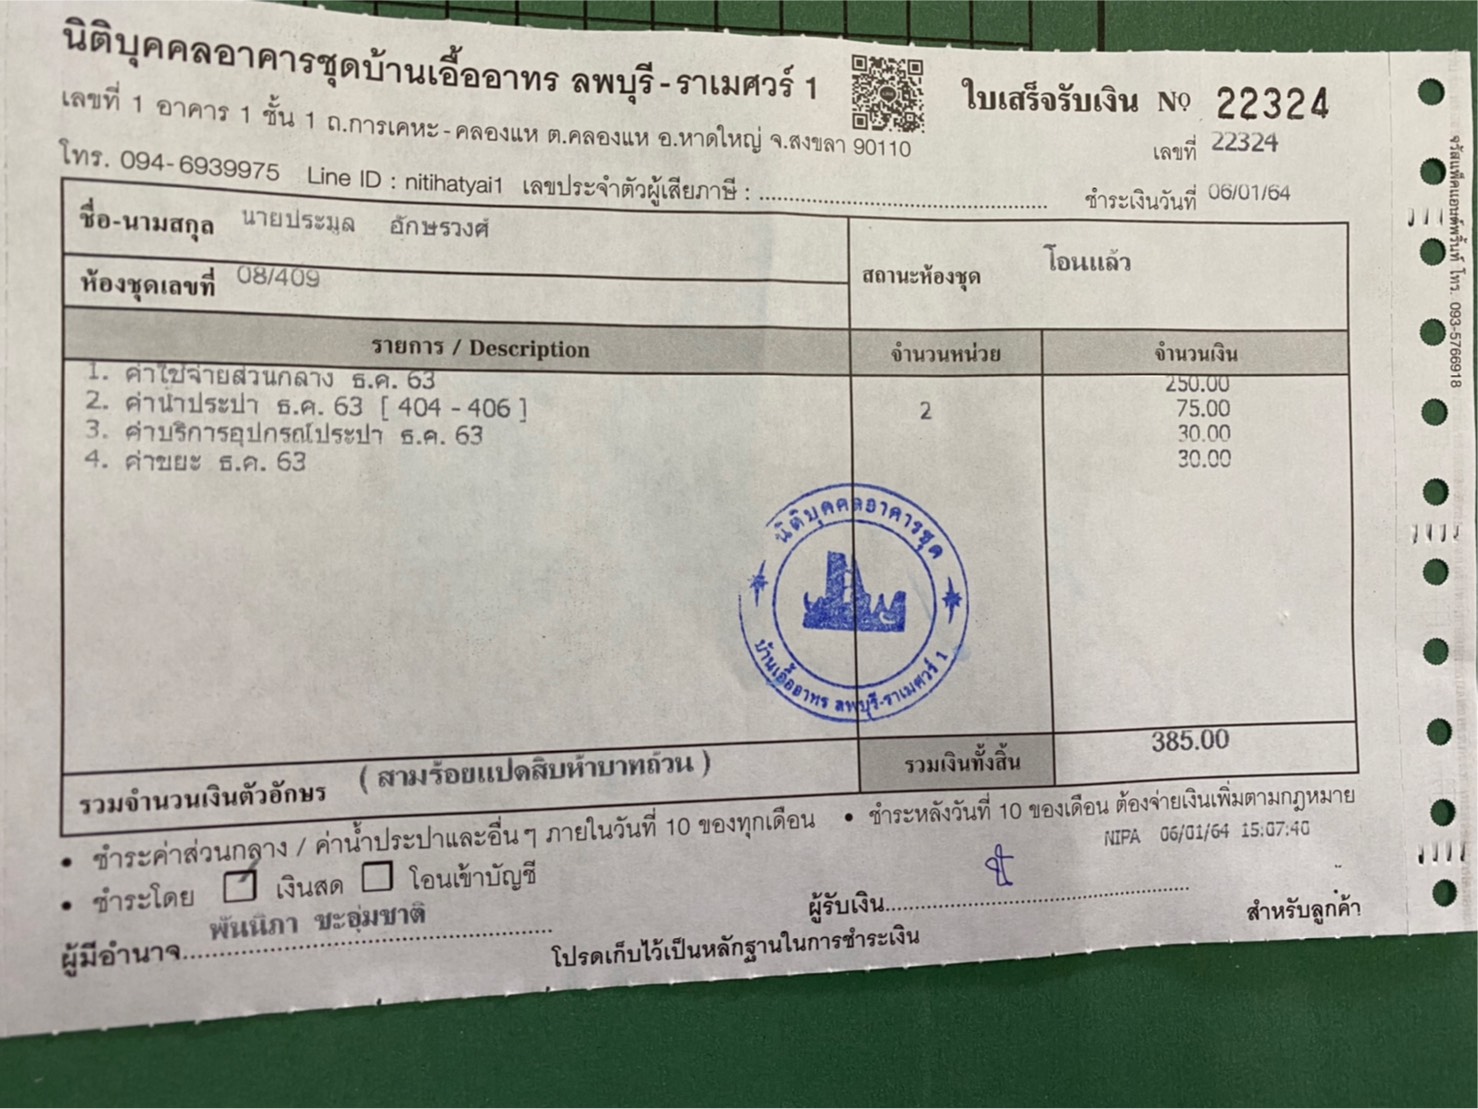 นิติบุคคลอาคารชุดบ้านเอื้ออาทร ลพบุรี-ราเมศวร์ 1
ใบเสร็จรับเงิน Nº 22324
เลขที่ 1 อาคาร 1 ชั้น 1 ถ.การเคหะ-คลองแห ต.คลองแห อ.หาดใหญ่ จ.สงขลา 90110
เลขที่ 22324
โทร. 094-6939975 Line ID : nitihatyai1 เลขประจำตัวผู้เสียภาษี : ........................................
ชำระเงินวันที่ 06/01/64
ชื่อ-นามสกุล นายประมูล อักษรวงศ์
ห้องชุดเลขที่ 08/409
สถานะห้องชุด โอนแล้ว
รายการ / Description จำนวนหน่วย จำนวนเงิน
1. ค่าใช้จ่ายส่วนกลาง ธ.ค. 63 250.00
2. ค่าน้ำประปา ธ.ค. 63 [ 404 - 406 ] 2 75.00
3. ค่าบริการอุปกรณ์ประปา ธ.ค. 63 30.00
4. ค่าขยะ ธ.ค. 63 30.00
นิติบุคคลอาคารชุด
บ้านเอื้ออาทร ลพบุรี-ราเมศวร์ 1
รวมจำนวนเงินตัวอักษร ( สามร้อยแปดสิบห้าบาทถ้วน ) รวมเงินทั้งสิ้น 385.00
• ชำระค่าส่วนกลาง / ค่าน้ำประปาและอื่นๆ ภายในวันที่ 10 ของทุกเดือน • ชำระหลังวันที่ 10 ของเดือน ต้องจ่ายเงินเพิ่มตามกฎหมาย
NIPA 06/01/64 15:07:40
• ชำระโดย เงินสด โอนเข้าบัญชี
ผู้มีอำนาจ พันนิภา ชะอุ่มชาติ
ผู้รับเงิน........................................
สำหรับลูกค้า
โปรดเก็บไว้เป็นหลักฐานในการชำระเงิน
จรัสแพ็คแอนด์พริ้นท์ โทร. 093-5766918